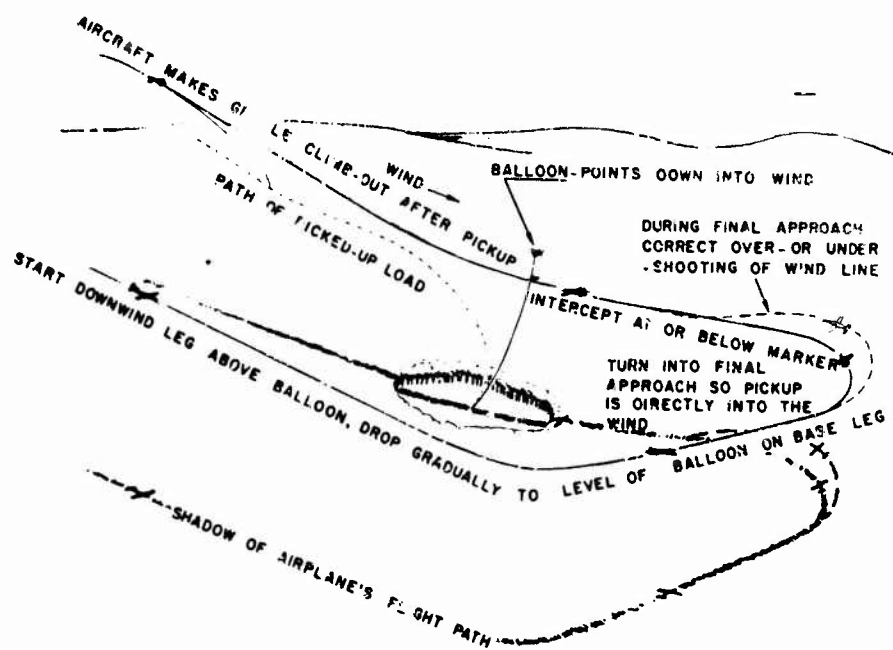 AIRCRAFT MAKES
CLIMB-OUT AFTER PICKUP
WIND
BALLOON-POINTS DOWN INTO WIND
PATH OF PICKED-UP LOAD
DURING FINAL APPROACH
CORRECT OVER-OR UNDER
-SHOOTING OF WIND LINE
START DOWNWIND LEG ABOVE BALLOON, DROP GRADUALLY TO LEVEL OF BALLOON ON BASE LEG
INTERCEPT AT OR BELOW MARKER
TURN INTO FINAL
APPROACH SO PICKUP
IS DIRECTLY INTO THE
WIND
SHADOW OF AIRPLANE'S FLIGHT PATH